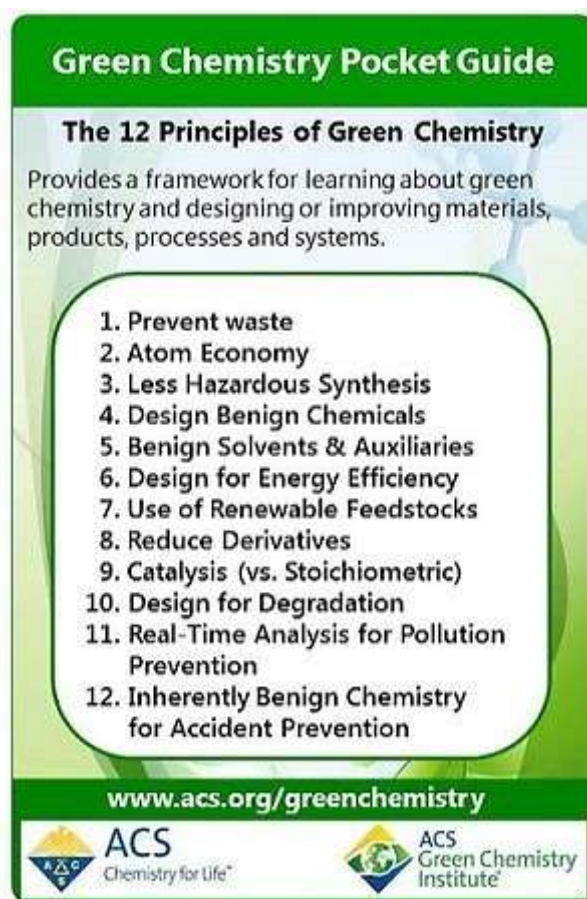 Green Chemistry Pocket Guide
The 12 Principles of Green Chemistry
Provides a framework for learning about green
chemistry and designing or improving materials,
products, processes and systems.
1. Prevent waste
2. Atom Economy
3. Less Hazardous Synthesis
4. Design Benign Chemicals
5. Benign Solvents & Auxiliaries
6. Design for Energy Efficiency
7. Use of Renewable Feedstocks
8. Reduce Derivatives
9. Catalysis (vs. Stoichiometric)
10. Design for Degradation
11. Real-Time Analysis for Pollution
Prevention
12. Inherently Benign Chemistry
for Accident Prevention
www.acs.org/greenchemistry
A C S
ACS
Chemistry for Life™
ACS
Green Chemistry
Institute®